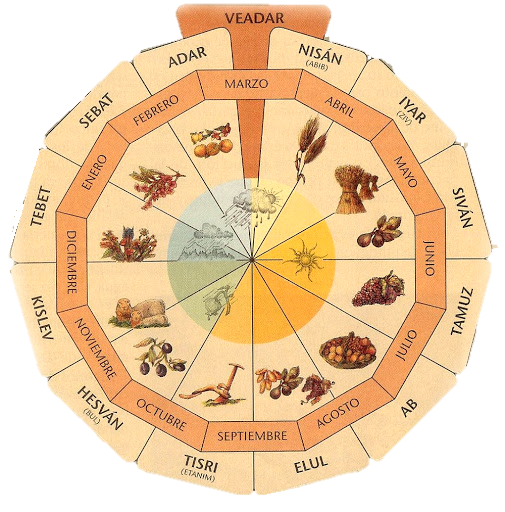 VEADAR
NISÁN
(ABIB)
IYAR
(ZIV)
SIVÁN
TAMUZ
AB
ELUL
TISRI
(ETANIM)
HESVÁN
(BUL)
KISLEV
TEBET
SEBAT
ADAR
MARZO
ABRIL
MAYO
JUNIO
JULIO
AGOSTO
SEPTIEMBRE
OCTUBRE
NOVIEMBRE
DICIEMBRE
ENERO
FEBRERO